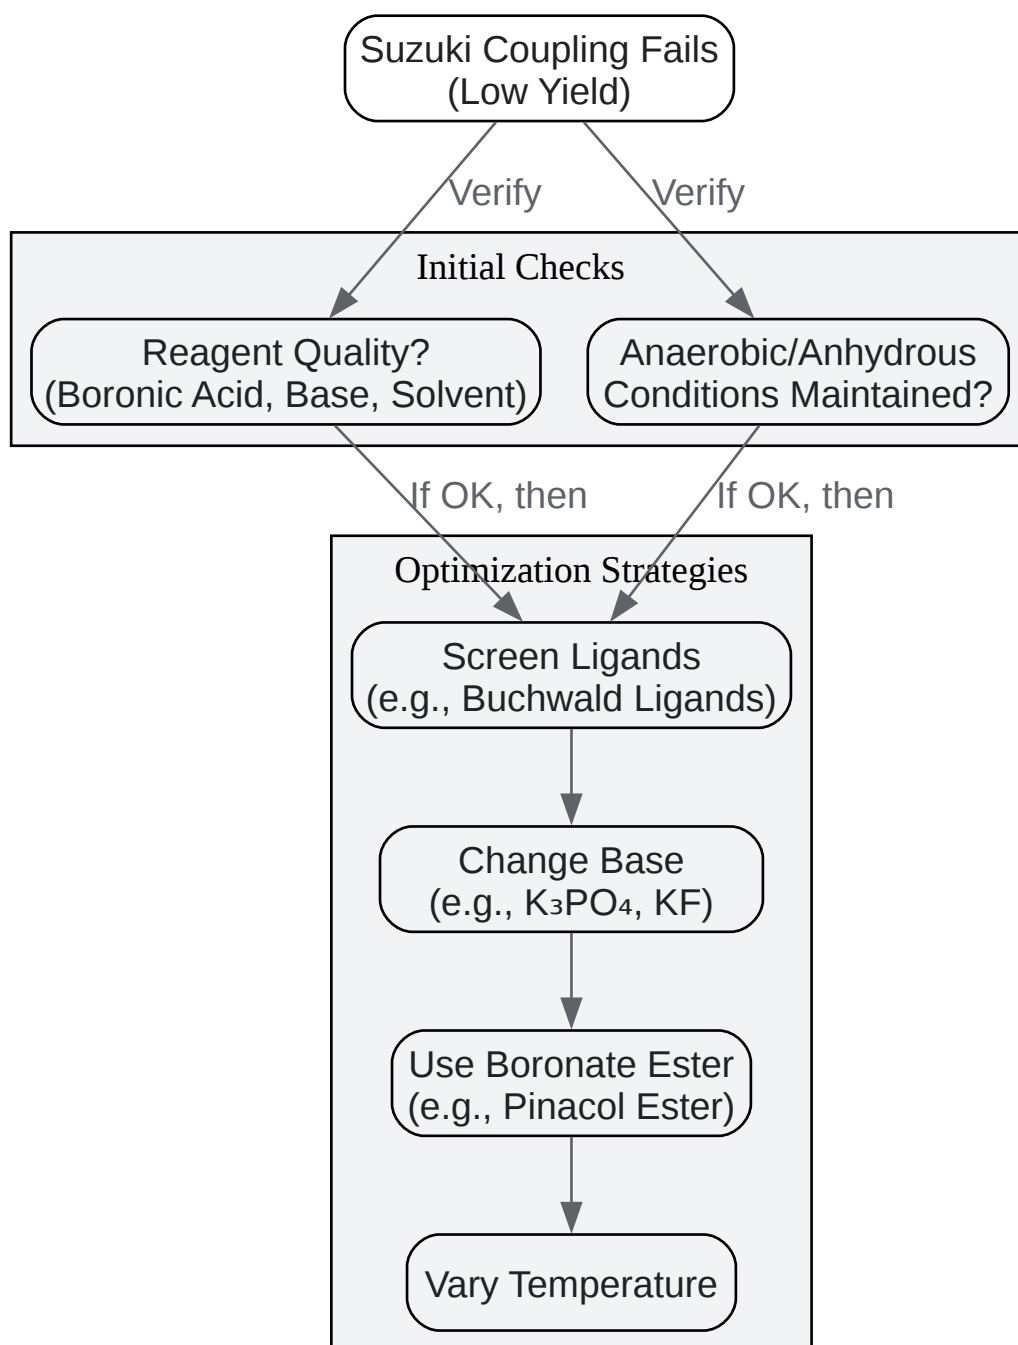 Suzuki Coupling Fails
(Low Yield)
Verify
Verify
Initial Checks
Reagent Quality?
(Boronic Acid, Base, Solvent)
Anaerobic/Anhydrous
Conditions Maintained?
If OK, then
If OK, then
Optimization Strategies
Screen Ligands
(e.g., Buchwald Ligands)
Change Base
(e.g., K₃PO₄, KF)
Use Boronate Ester
(e.g., Pinacol Ester)
Vary Temperature